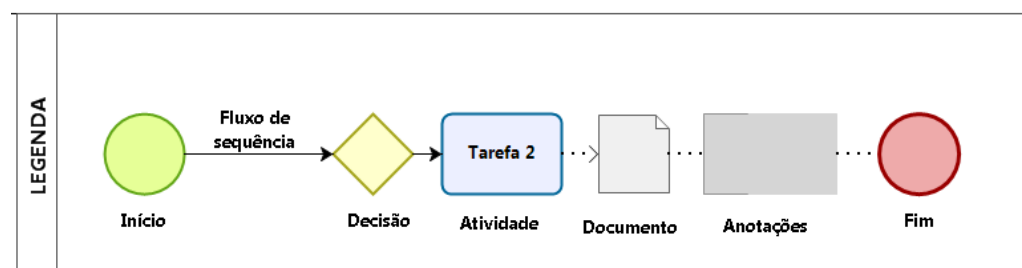 LEGENDA
Fluxo de
sequência
Tarefa 2
Início
Decisão
Atividade
Documento
Anotações
Fim